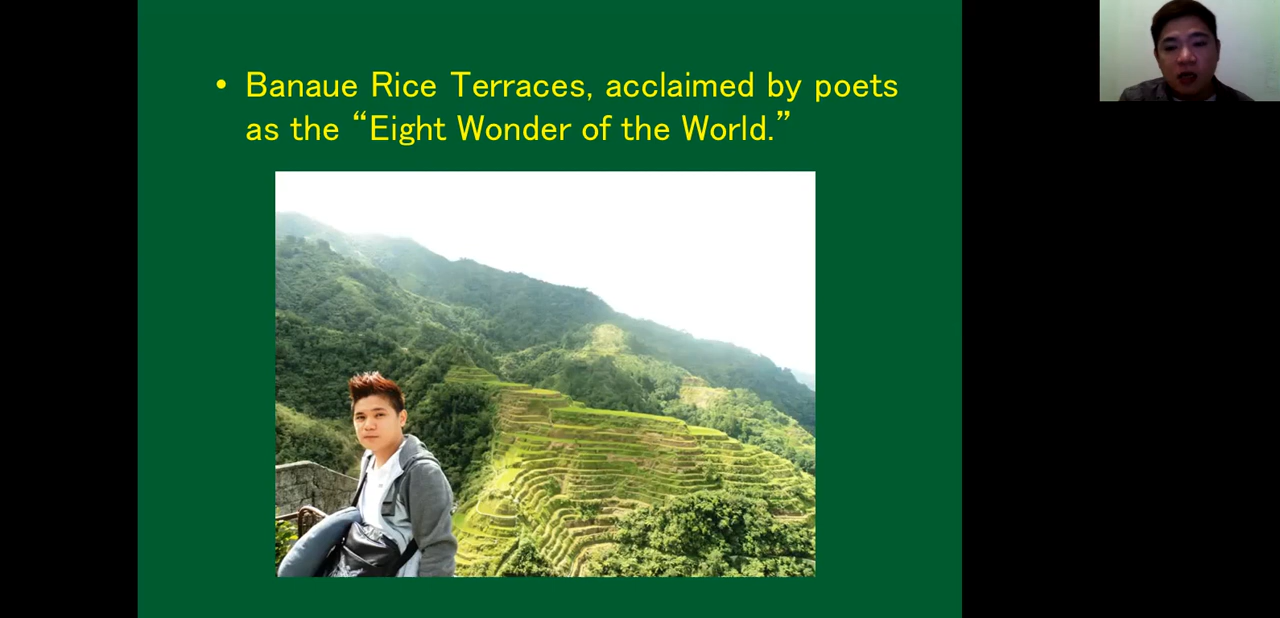 • Banaue Rice Terraces, acclaimed by poets
as the “Eight Wonder of the World.”